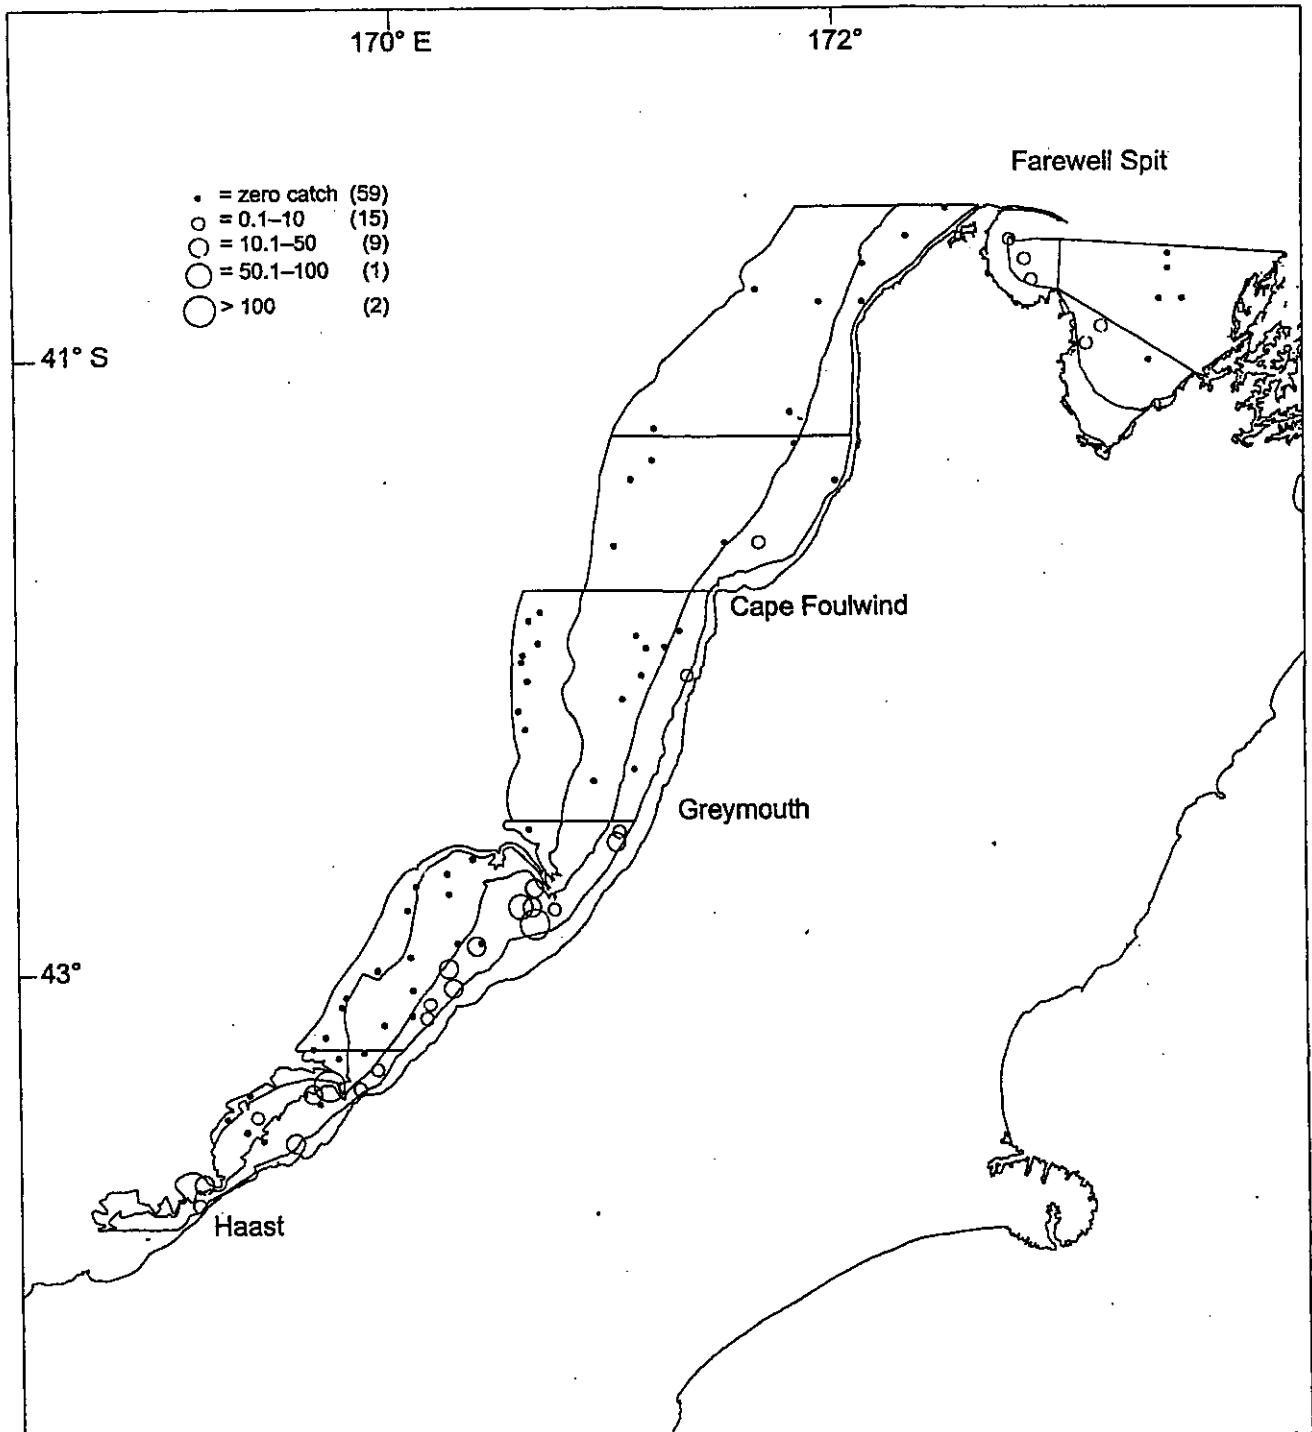 170° E
172°
Farewell Spit
= zero catch (59)
= 0.1–10 (15)
= 10.1–50 (9)
= 50.1–100 (1)
> 100 (2)
41° S
Cape Foulwind
Greymouth
43°
Haast